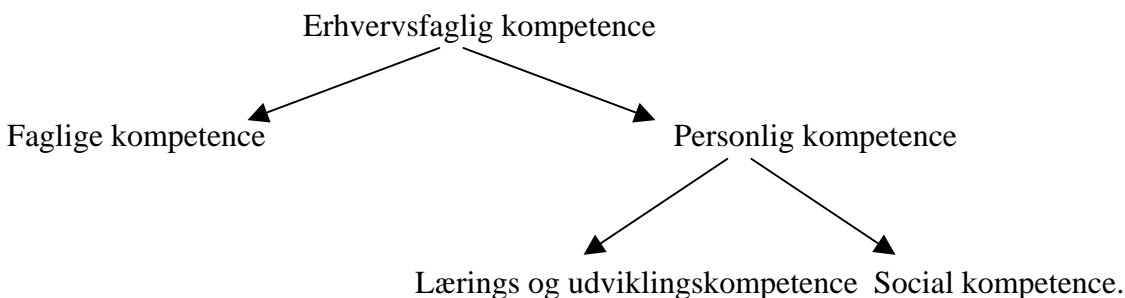 Erhvervsfaglig kompetence
Faglige kompetence Personlig kompetence
Lærings og udviklingskompetence Social kompetence.